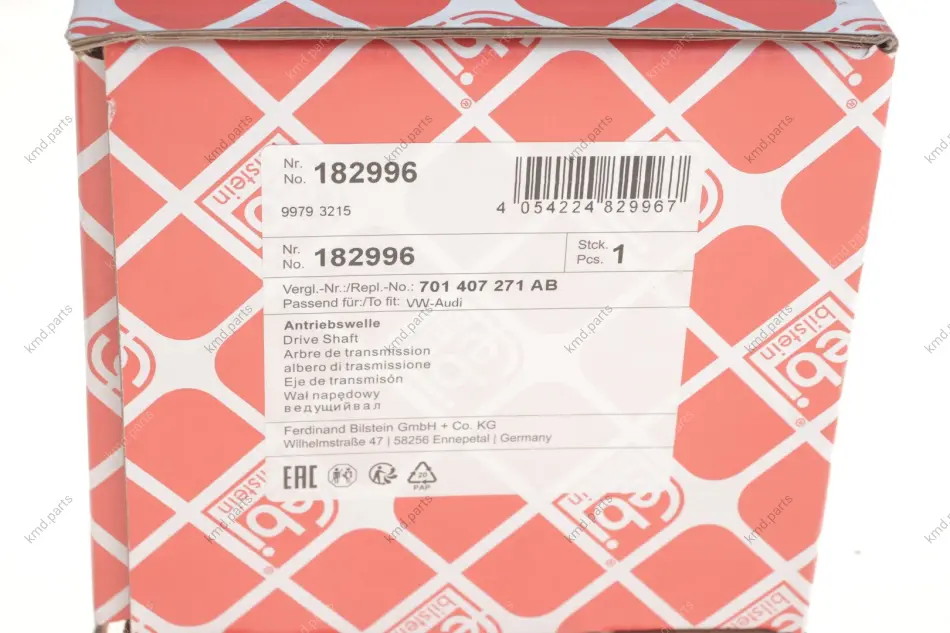 Nr.
No. 182996
9979 3215
4 054224 829967
Nr.
No. 182996
Stck.
Pcs. 1
Vergl.-Nr.:/Repl.-No.: 701 407 271 AB
Passend für:/To fit: VW-Audi
Antriebswelle
Drive Shaft
Arbre de transmission
albero di trasmissione
Eje de transmisón
Wał napędowy
ведущийвал
Ferdinand Bilstein GmbH + Co. KG
Wilhelmstraße 47 | 58256 Ennepetal | Germany
EAC
20
PAP
febi
bilstein
kmd.parts